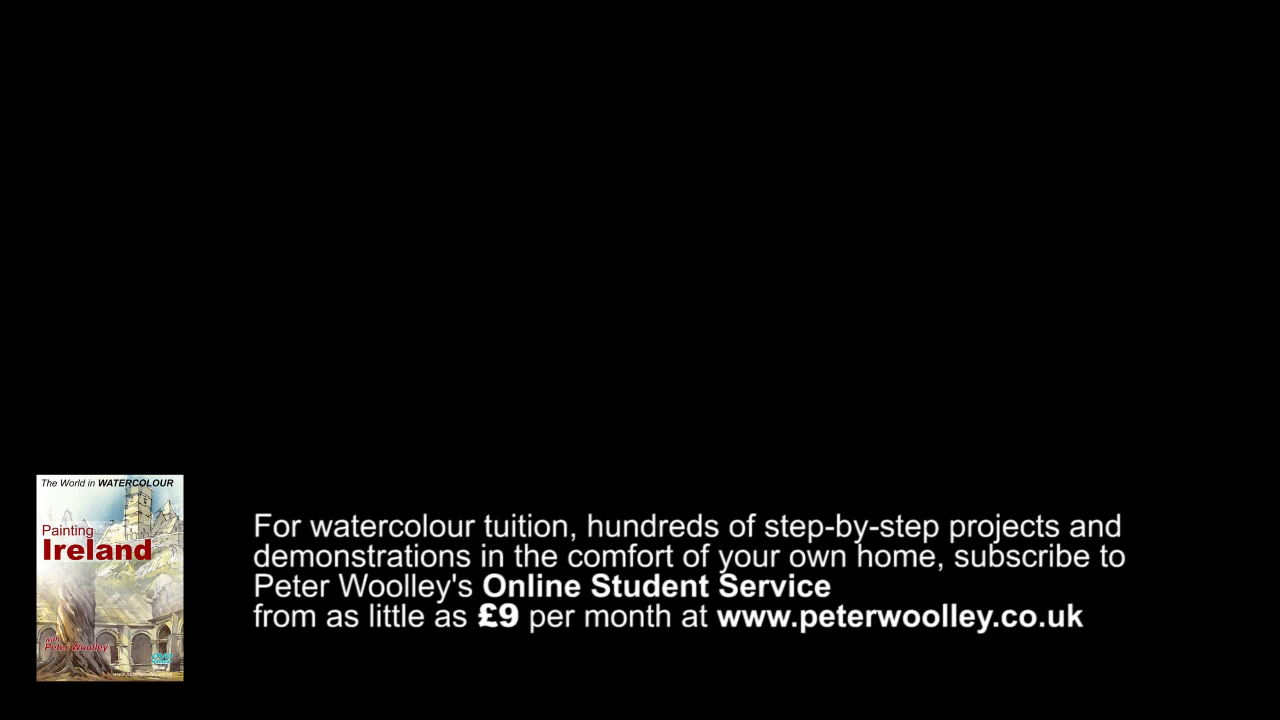 The World in WATERCOLOUR
Painting
Ireland
with
Peter Woolley
For watercolour tuition, hundreds of step-by-step projects and
demonstrations in the comfort of your own home, subscribe to
Peter Woolley's Online Student Service
from as little as £9 per month at www.peterwoolley.co.uk